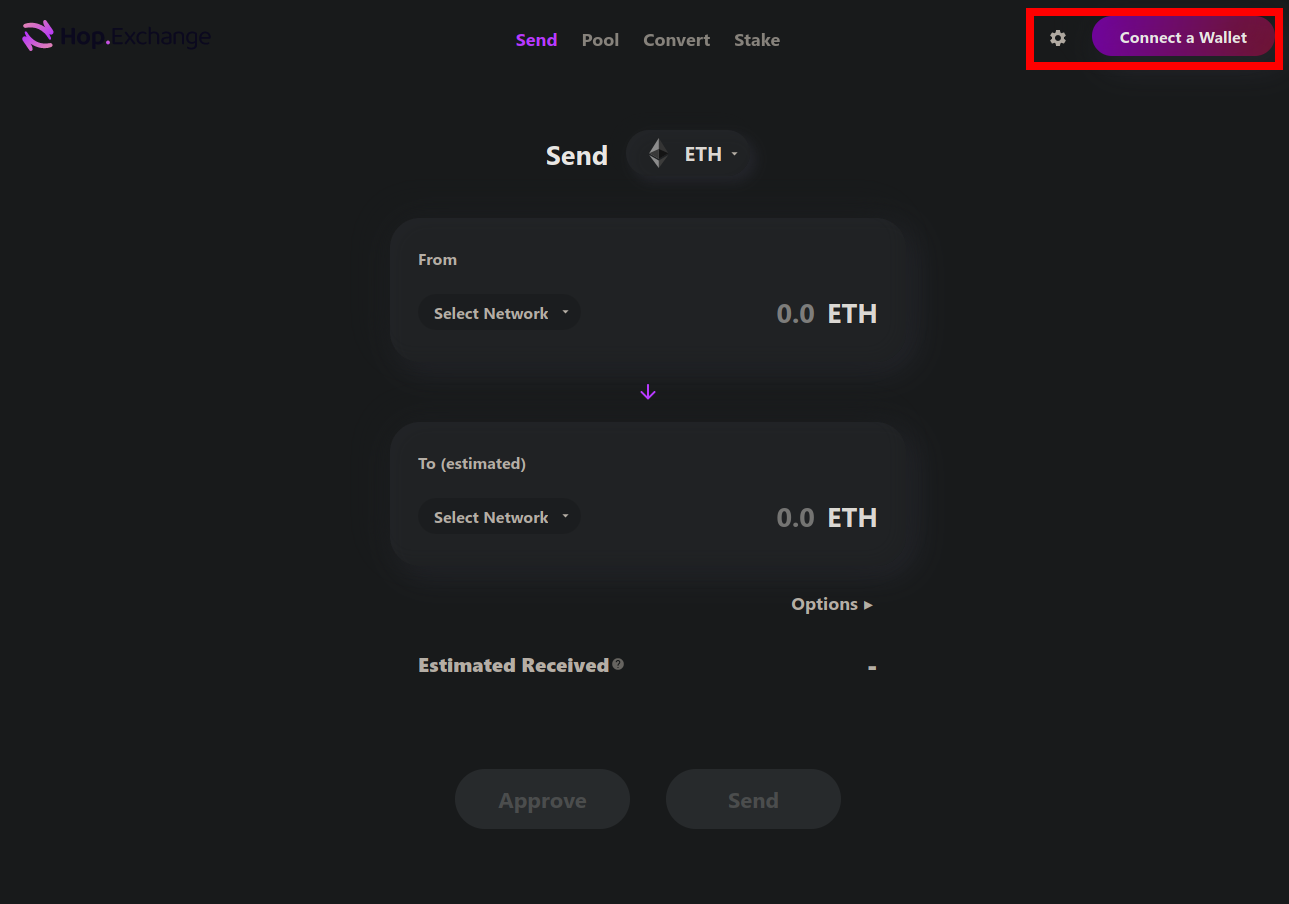 Hop.Exchange
Send Pool Convert Stake
Connect a Wallet
Send ETH
From
Select Network 0.0 ETH
To (estimated)
Select Network 0.0 ETH
Options ▸
Estimated Received ? -
Approve Send